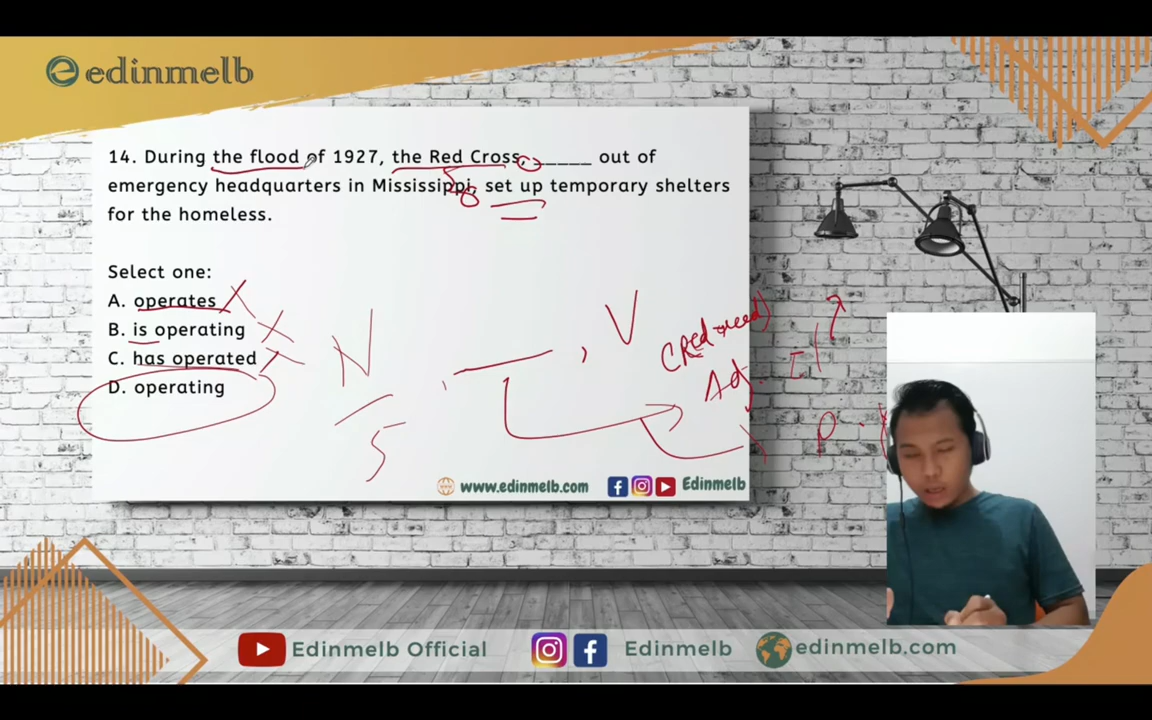 edinmelb
14. During the flood of 1927, the Red Cross, _____ out of
emergency headquarters in Mississippi, set up temporary shelters
for the homeless.
Select one:
A. operates
B. is operating
C. has operated
D. operating
N
S
, V
(Red-uced)
Adj.
www.edinmelb.com
Edinmelb
Edinmelb Official
Edinmelb
edinmelb.com